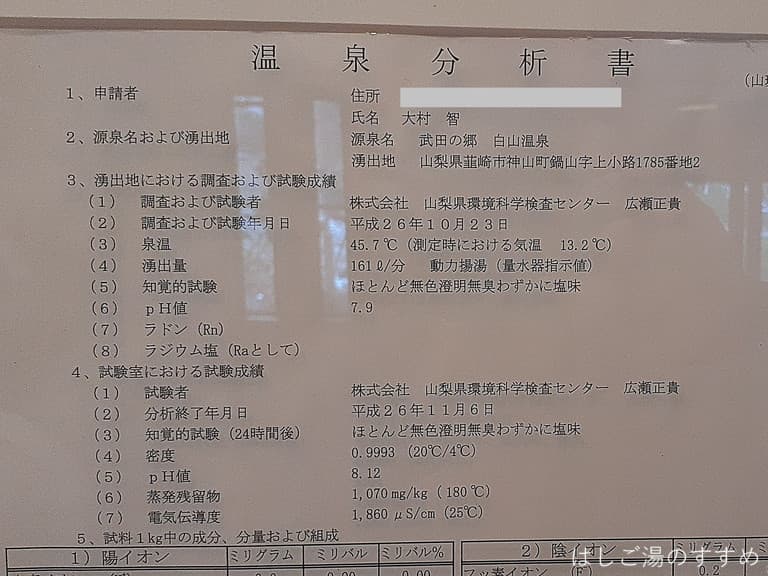 温泉分析書
(山
1、申請者 住所
氏名 大村 智
2、源泉名および湧出地 源泉名 武田の郷 白山温泉
湧出地 山梨県韮崎市神山町鍋山字上小路1785番地2
3、湧出地における調査および試験成績
(1) 調査および試験者 株式会社 山梨県環境科学検査センター 広瀬正貴
(2) 調査および試験年月日 平成26年10月23日
(3) 泉温 45.7℃(測定時における気温 13.2℃)
(4) 湧出量 161ℓ/分 動力揚湯(量水器指示値)
(5) 知覚的試験 ほとんど無色澄明無臭わずかに塩味
(6) pH値 7.9
(7) ラドン(Rn)
(8) ラジウム塩(Raとして)
4、試験室における試験成績
(1) 試験者 株式会社 山梨県環境科学検査センター 広瀬正貴
(2) 分析終了年月日 平成26年11月6日
(3) 知覚的試験(24時間後) ほとんど無色澄明無臭わずかに塩味
(4) 密度 0.9993 (20℃/4℃)
(5) pH値 8.12
(6) 蒸発残留物 1,070mg/kg(180℃)
(7) 電気伝導度 1,860μS/cm(25℃)
5、試料1kg中の成分、分量および組成
1)陽イオン ミリグラム ミリバル ミリバル% 2)陰イオン ミリグラム
フッ素イオン (F) 0.2
はしご湯のすすめ